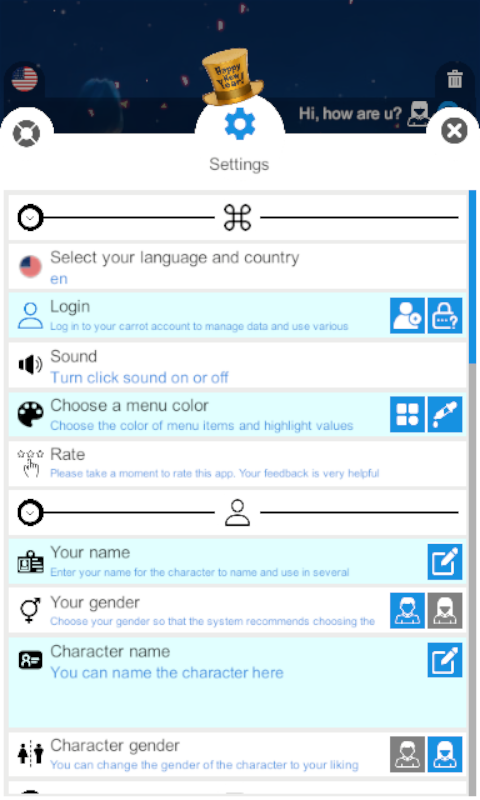 Happy
New
Year!
Hi, how are u?
Settings
Select your language and country
en
Login
Log in to your carrot account to manage data and use various
Sound
Turn click sound on or off
Choose a menu color
Choose the color of menu items and highlight values
Rate
Please take a moment to rate this app. Your feedback is very helpful
Your name
Enter your name for the character to name and use in several
Your gender
Choose your gender so that the system recommends choosing the
Character name
You can name the character here
Character gender
You can change the gender of the character to your liking